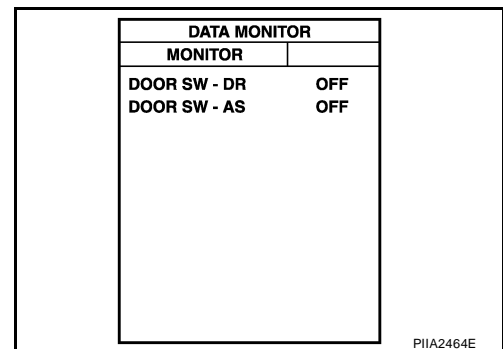 DATA MONITOR
MONITOR
DOOR SW - DR OFF
DOOR SW - AS OFF
PIIA2464E